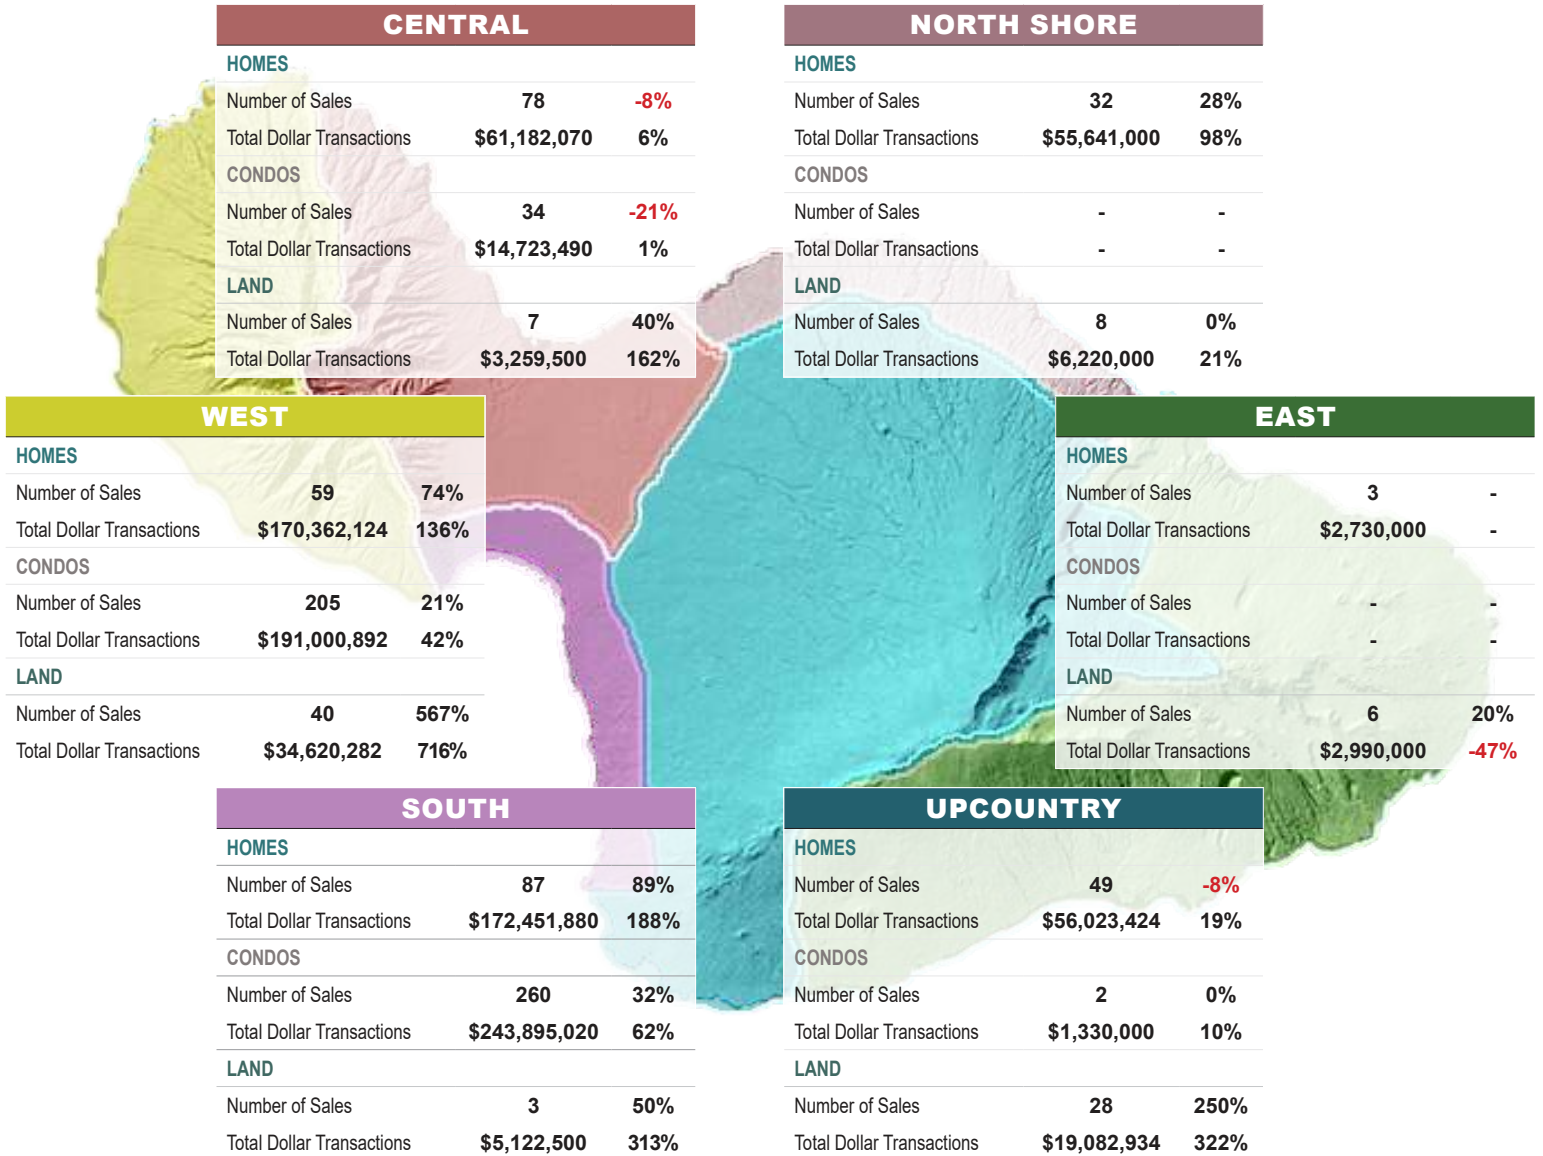 CENTRAL
HOMES
Number of Sales 78 -8%
Total Dollar Transactions $61,182,070 6%
CONDOS
Number of Sales 34 -21%
Total Dollar Transactions $14,723,490 1%
LAND
Number of Sales 7 40%
Total Dollar Transactions $3,259,500 162%
NORTH SHORE
HOMES
Number of Sales 32 28%
Total Dollar Transactions $55,641,000 98%
CONDOS
Number of Sales - -
Total Dollar Transactions - -
LAND
Number of Sales 8 0%
Total Dollar Transactions $6,220,000 21%
WEST
HOMES
Number of Sales 59 74%
Total Dollar Transactions $170,362,124 136%
CONDOS
Number of Sales 205 21%
Total Dollar Transactions $191,000,892 42%
LAND
Number of Sales 40 567%
Total Dollar Transactions $34,620,282 716%
EAST
HOMES
Number of Sales 3 -
Total Dollar Transactions $2,730,000 -
CONDOS
Number of Sales - -
Total Dollar Transactions - -
LAND
Number of Sales 6 20%
Total Dollar Transactions $2,990,000 -47%
SOUTH
HOMES
Number of Sales 87 89%
Total Dollar Transactions $172,451,880 188%
CONDOS
Number of Sales 260 32%
Total Dollar Transactions $243,895,020 62%
LAND
Number of Sales 3 50%
Total Dollar Transactions $5,122,500 313%
UPCOUNTRY
HOMES
Number of Sales 49 -8%
Total Dollar Transactions $56,023,424 19%
CONDOS
Number of Sales 2 0%
Total Dollar Transactions $1,330,000 10%
LAND
Number of Sales 28 250%
Total Dollar Transactions $19,082,934 322%